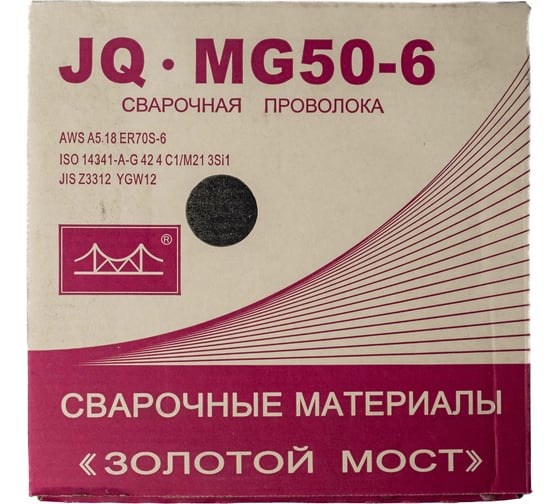 JQ·MG50-6
СВАРОЧНАЯ ПРОВОЛОКА
AWS A5.18 ER70S-6
ISO 14341-A-G 42 4 C1/M21 3Si1
JIS Z3312 YGW12
®
СВАРОЧНЫЕ МАТЕРИАЛЫ
«ЗОЛОТОЙ МОСТ»